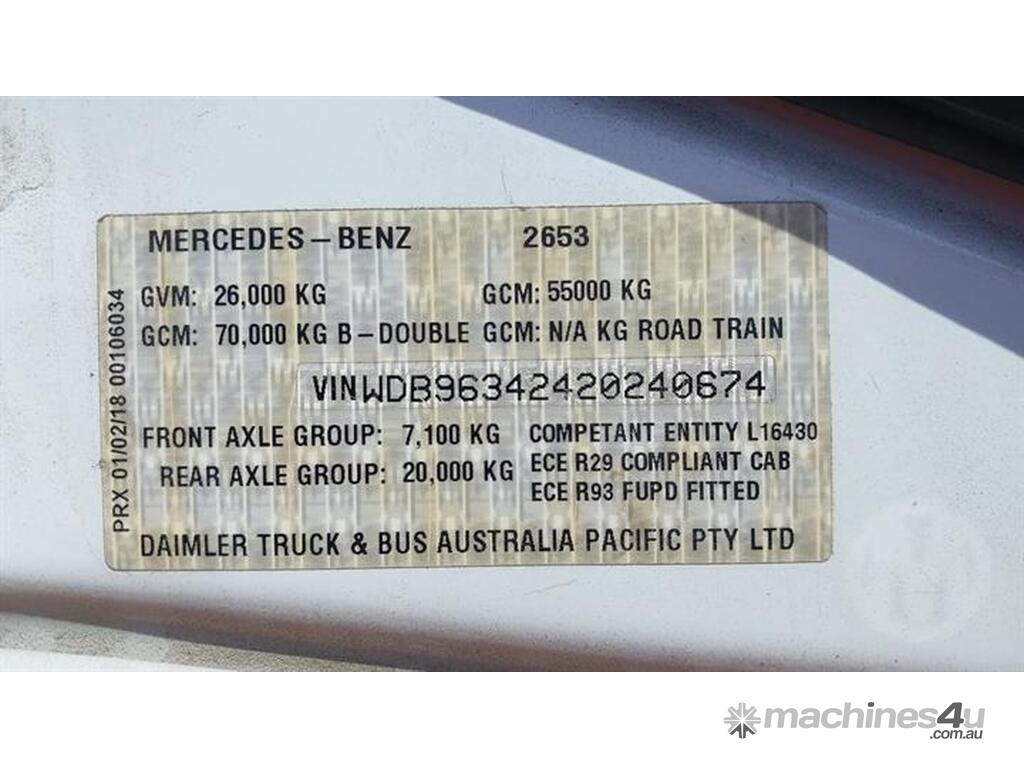 MERCEDES-BENZ 2653
GVM: 26,000 KG GCM: 55000 KG
GCM: 70,000 KG B-DOUBLE GCM: N/A KG ROAD TRAIN
VINWDB96342420240674
FRONT AXLE GROUP: 7,100 KG COMPETANT ENTITY L16430
REAR AXLE GROUP: 20,000 KG ECE R29 COMPLIANT CAB
ECE R93 FUPD FITTED
DAIMLER TRUCK & BUS AUSTRALIA PACIFIC PTY LTD
PRX 01/02/18 00106034
machines4u
.com.au